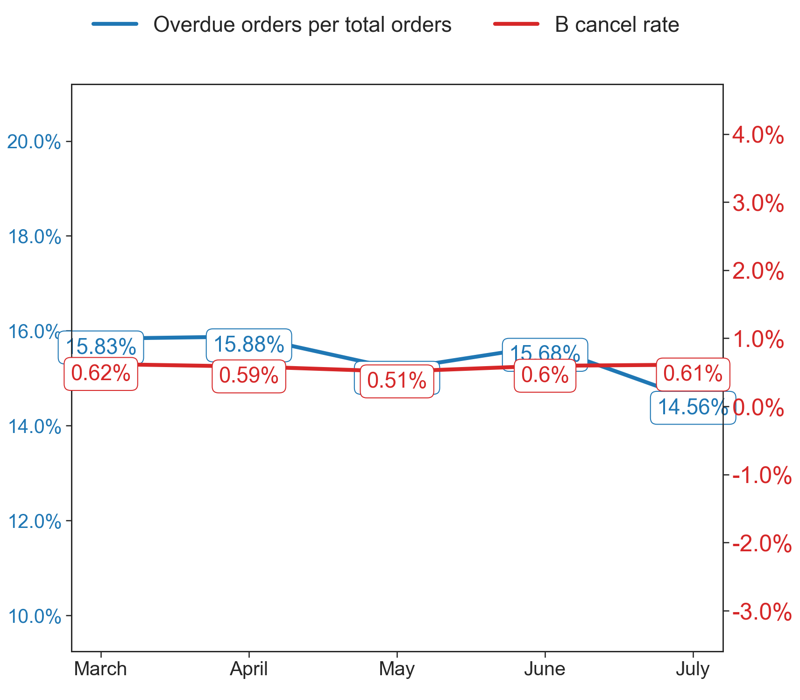 Overdue orders per total orders B cancel rate
20.0% 4.0%
3.0%
18.0%
2.0%
16.0% 15.83% 15.88% 15.68% 1.0%
0.62% 0.59% 0.51% 0.6% 0.61%
14.0% 14.56% 0.0%
-1.0%
12.0%
-2.0%
10.0% -3.0%
March April May June July